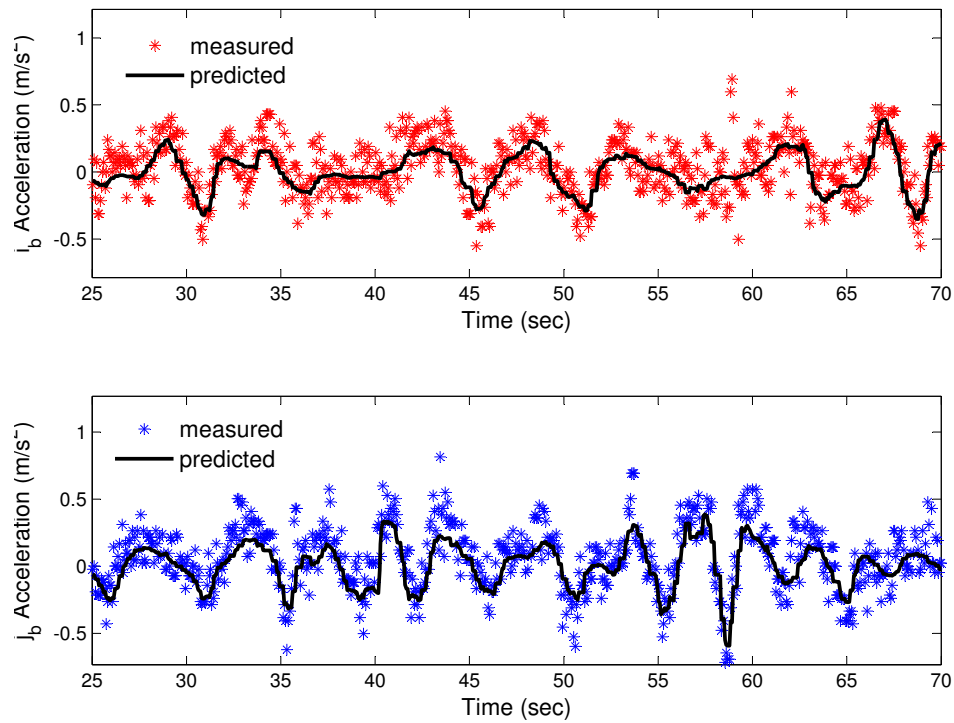 1
0.5
0
-0.5
i_b Acceleration (m/s²)
measured
predicted
25 30 35 40 45 50 55 60 65 70
Time (sec)
1
0.5
0
-0.5
j_b Acceleration (m/s²)
measured
predicted
25 30 35 40 45 50 55 60 65 70
Time (sec)